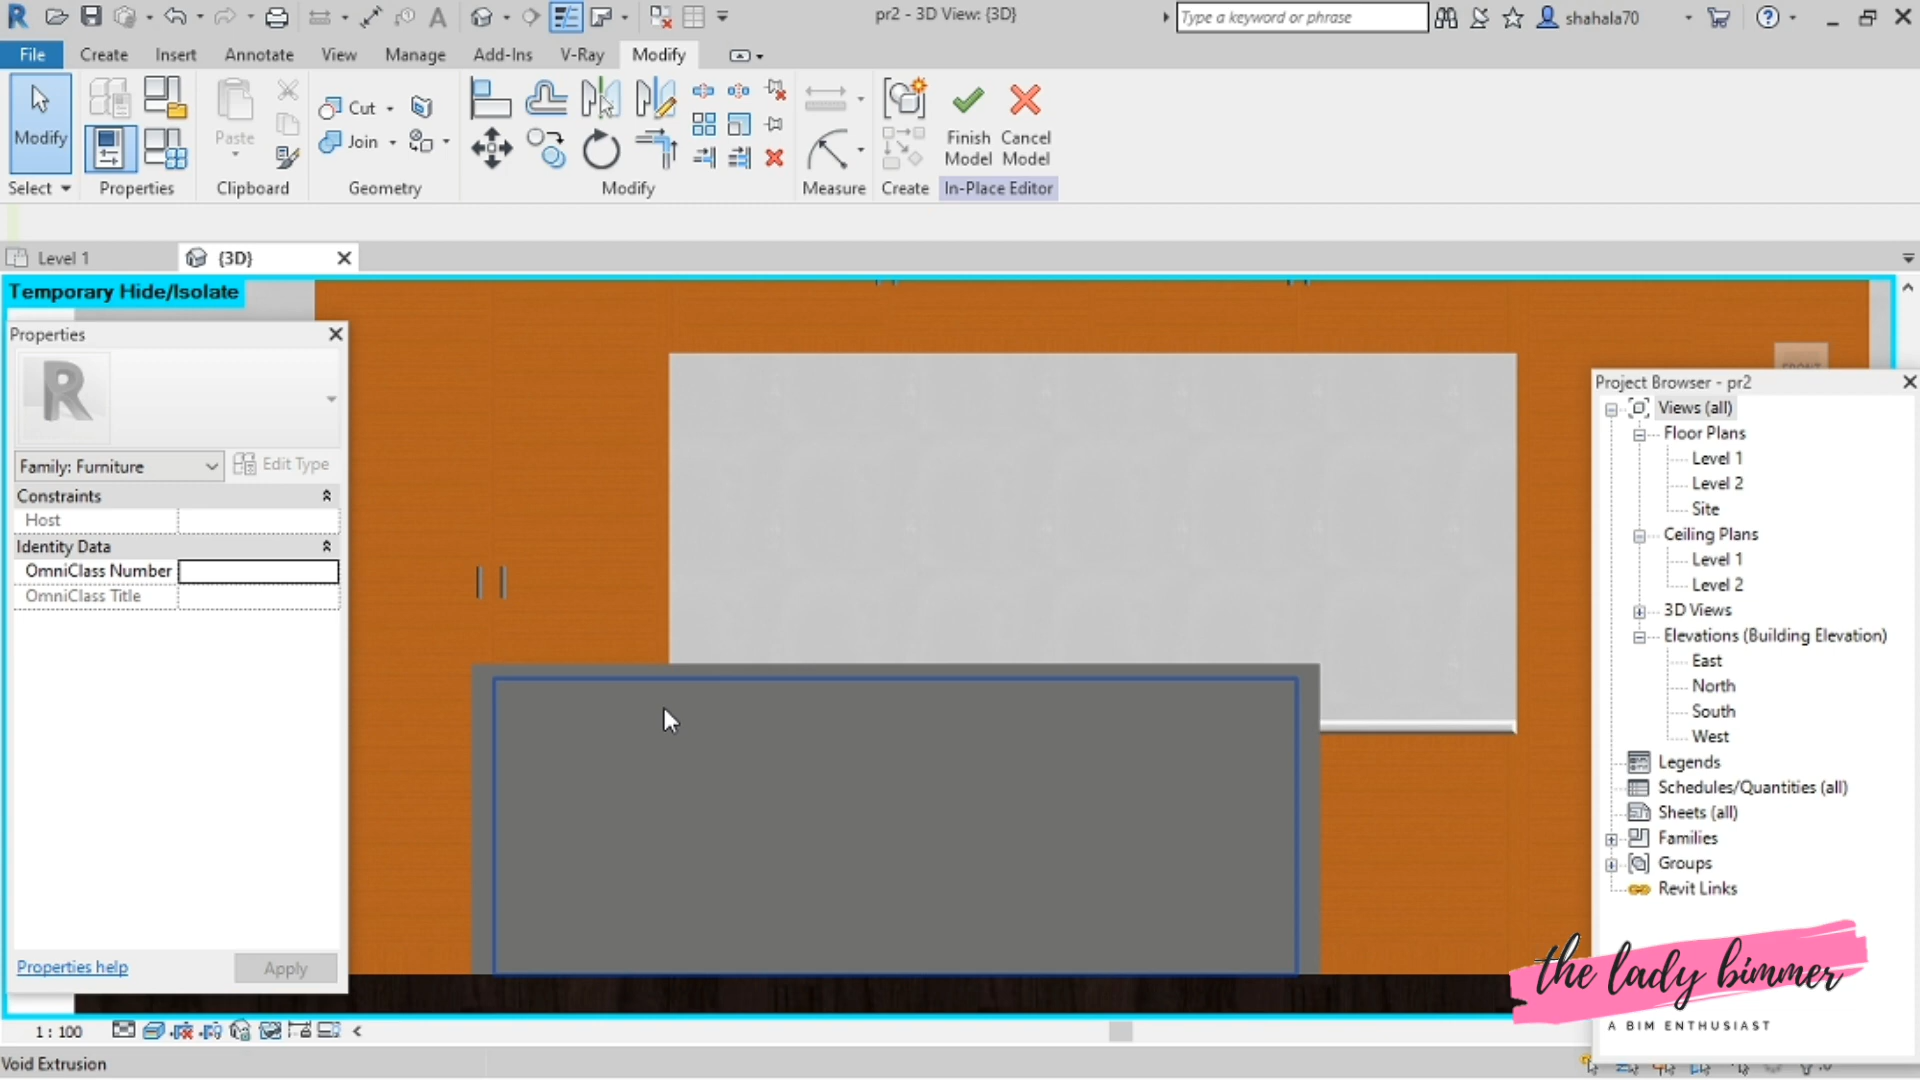 pr2 - 3D View: {3D}
Type a keyword or phrase
shahala70
File
Create
Insert
Annotate
View
Manage
Add-Ins
V-Ray
Modify
Modify
Paste
Cut
Join
Finish Model
Cancel Model
Select
Properties
Clipboard
Geometry
Modify
Measure
Create
In-Place Editor
Level 1
{3D}
Temporary Hide/Isolate
Properties
R
Family: Furniture
Edit Type
Constraints
Host
Identity Data
OmniClass Number
OmniClass Title
Properties help
Apply
FRONT
Project Browser - pr2
Views (all)
Floor Plans
Level 1
Level 2
Site
Ceiling Plans
Level 1
Level 2
3D Views
Elevations (Building Elevation)
East
North
South
West
Legends
Schedules/Quantities (all)
Sheets (all)
Families
Groups
Revit Links
the lady bimmer
A BIM ENTHUSIAST
1 : 100
Void Extrusion